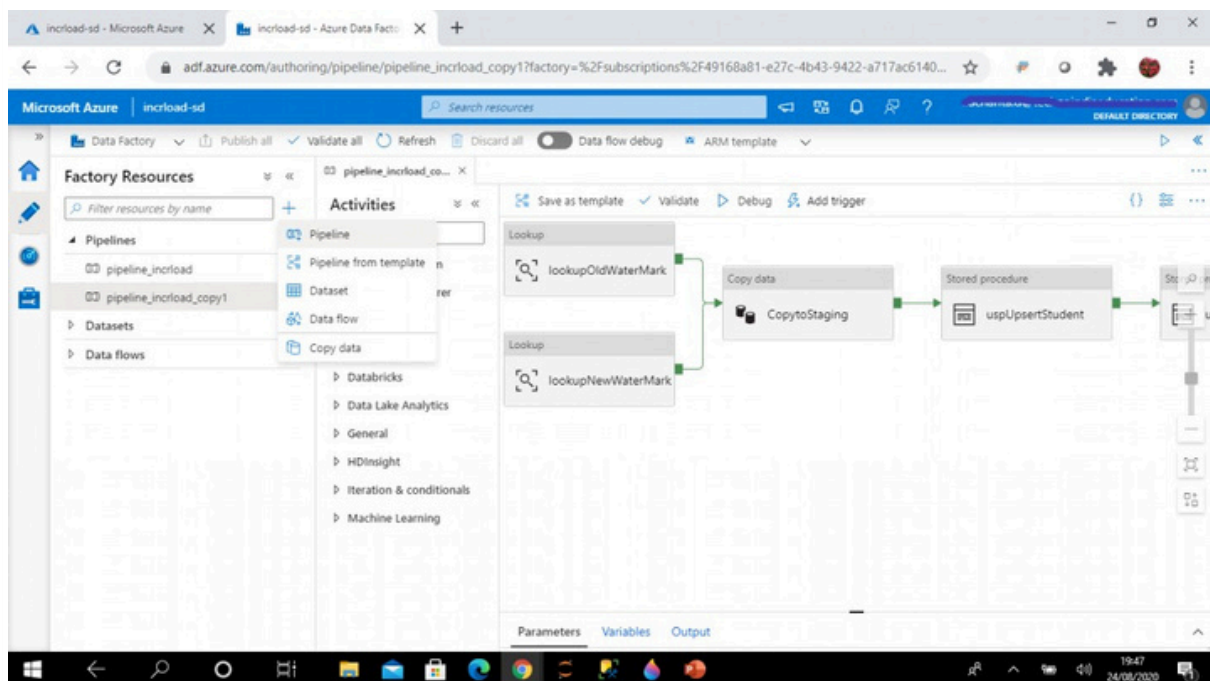 incrload-sd - Microsoft Azure
incrload-sd - Azure Data Facto
adf.azure.com/authoring/pipeline/pipeline_incrload_copy1?factory=%2Fsubscriptions%2F49168a81-e27c-4b43-9422-a717ac6140...
Microsoft Azure incrload-sd Search resources
DEFAULT DIRECTORY
Data Factory Publish all Validate all Refresh Discard all Data flow debug ARM template
Factory Resources
Filter resources by name
Pipelines
pipeline_incrload
pipeline_incrload_copy1
Datasets
Data flows
Pipeline
Pipeline from template
Dataset
Data flow
Copy data
pipeline_incrload_co...
Activities
Databricks
Data Lake Analytics
General
HDInsight
Iteration & conditionals
Machine Learning
Save as template Validate Debug Add trigger
Lookup
lookupOldWaterMark
Lookup
lookupNewWaterMark
Copy data
CopytoStaging
Stored procedure
uspUpsertStudent
Parameters Variables Output
19:47
24/08/2020